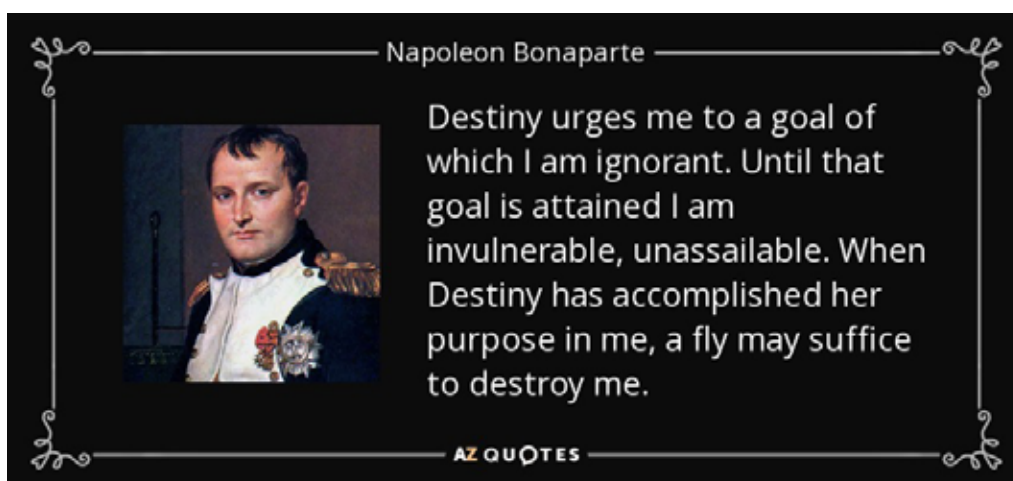 Napoleon Bonaparte
Destiny urges me to a goal of
which I am ignorant. Until that
goal is attained I am
invulnerable, unassailable. When
Destiny has accomplished her
purpose in me, a fly may suffice
to destroy me.
AZ QUOTES